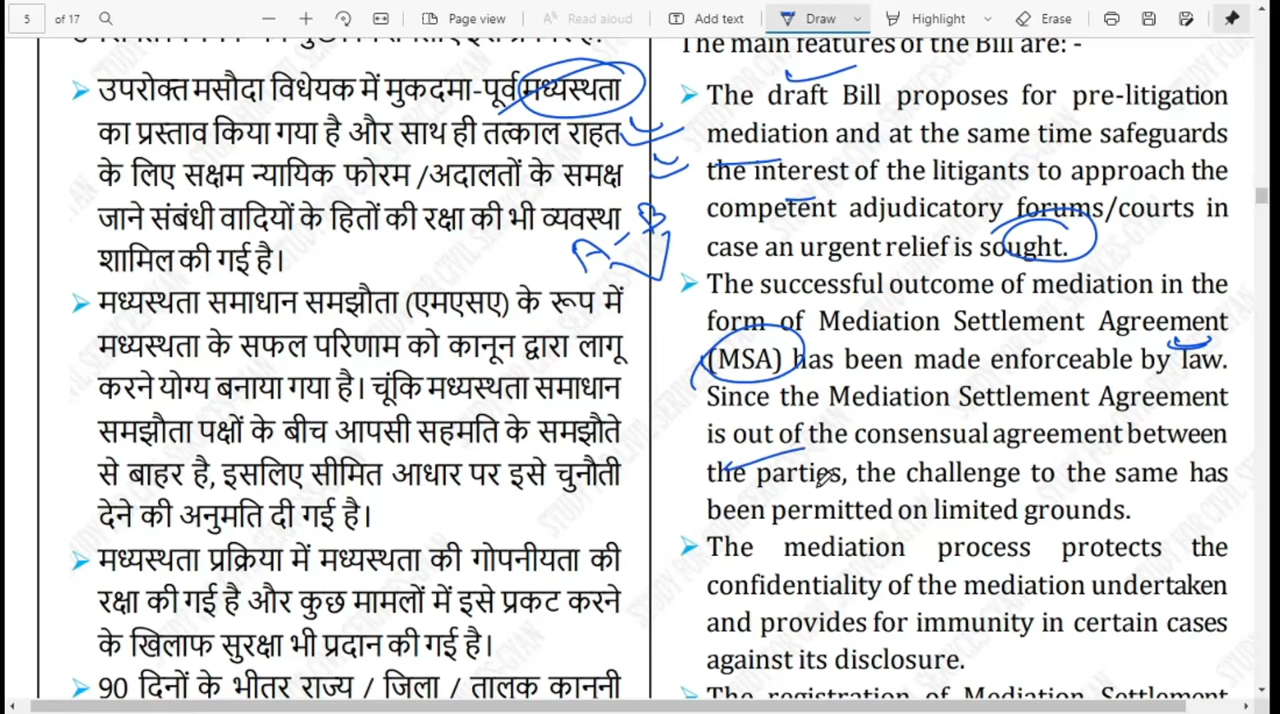 5 of 17 Page view Read aloud Add text Draw Highlight Erase
उपरोक्त मसौदा विधेयक में मुकदमा-पूर्व मध्यस्थता
का प्रस्ताव किया गया है और साथ ही तत्काल राहत
के लिए सक्षम न्यायिक फोरम /अदालतों के समक्ष
जाने संबंधी वादियों के हितों की रक्षा की भी व्यवस्था
शामिल की गई है।
मध्यस्थता समाधान समझौता (एमएसए) के रूप में
मध्यस्थता के सफल परिणाम को कानून द्वारा लागू
करने योग्य बनाया गया है। चूंकि मध्यस्थता समाधान
समझौता पक्षों के बीच आपसी सहमति के समझौते
से बाहर है, इसलिए सीमित आधार पर इसे चुनौती
देने की अनुमति दी गई है।
मध्यस्थता प्रक्रिया में मध्यस्थता की गोपनीयता की
रक्षा की गई है और कुछ मामलों में इसे प्रकट करने
के खिलाफ सुरक्षा भी प्रदान की गई है।
90 दिनों के भीतर राज्य / जिला / तालुक कानूनी
A - B
The main features of the Bill are: -
The draft Bill proposes for pre-litigation
mediation and at the same time safeguards
the interest of the litigants to approach the
competent adjudicatory forums/courts in
case an urgent relief is sought.
The successful outcome of mediation in the
form of Mediation Settlement Agreement
(MSA) has been made enforceable by law.
Since the Mediation Settlement Agreement
is out of the consensual agreement between
the parties, the challenge to the same has
been permitted on limited grounds.
The mediation process protects the
confidentiality of the mediation undertaken
and provides for immunity in certain cases
against its disclosure.
The registration of Mediation Settlement